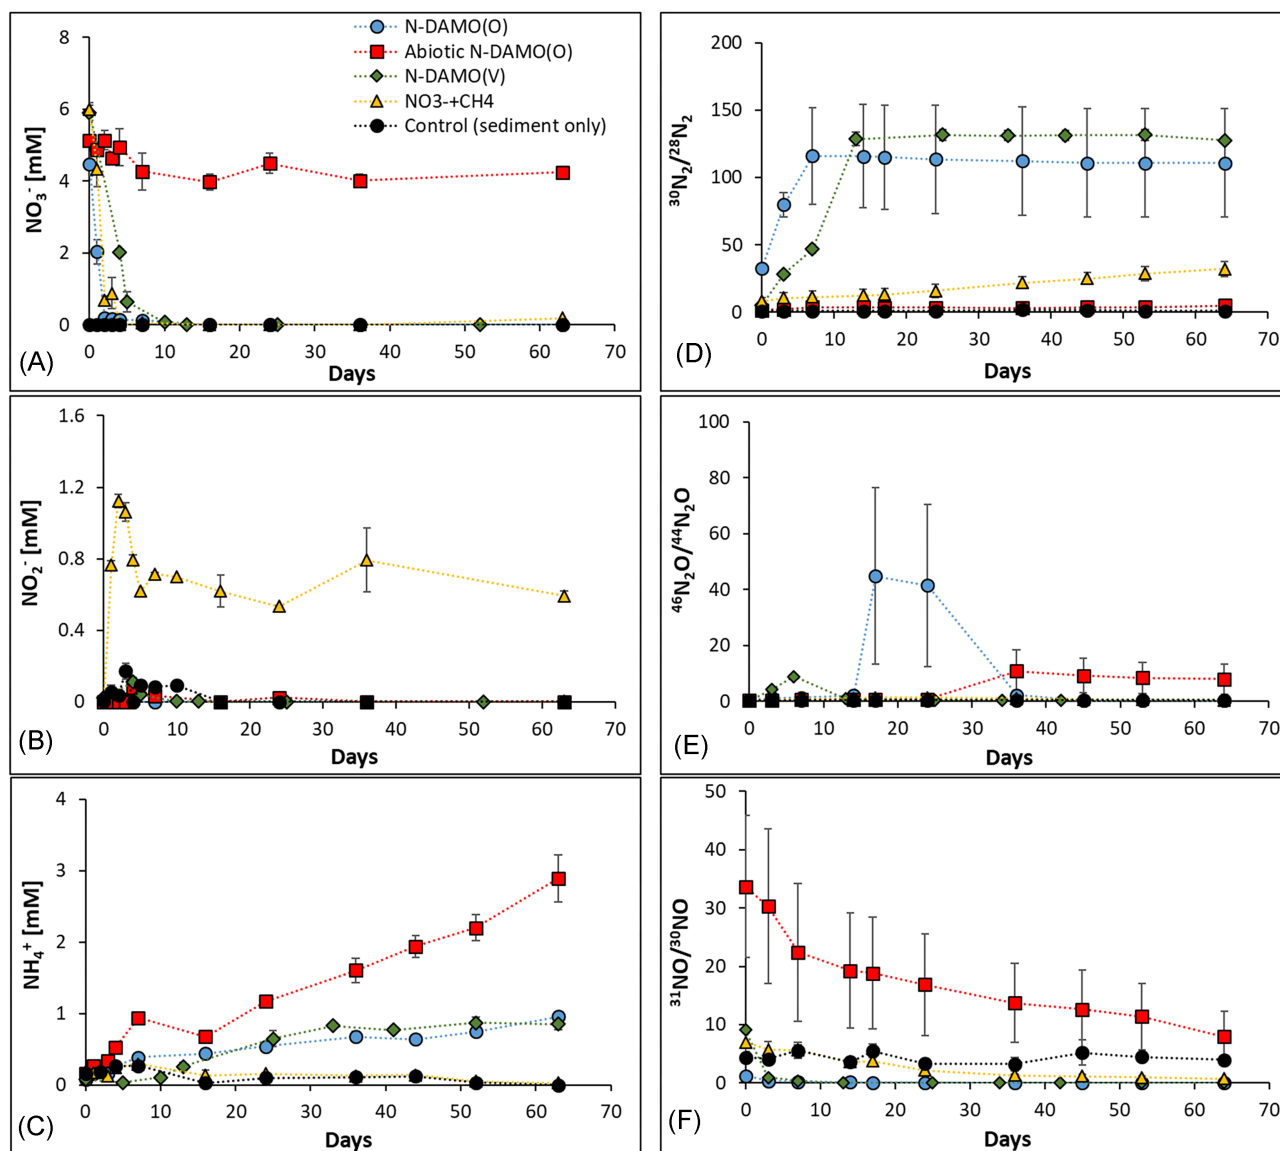 8
6
4
2
0
NO₃⁻ [mM]
N-DAMO(O)
Abiotic N-DAMO(O)
N-DAMO(V)
NO3-+CH4
Control (sediment only)
0 10 20 30 40 50 60 70
(A) Days
1.6
1.2
0.8
0.4
0
NO₂⁻ [mM]
0 10 20 30 40 50 60 70
(B) Days
4
3
2
1
0
NH₄⁺ [mM]
0 10 20 30 40 50 60 70
(C) Days
200
150
100
50
0
³⁰N₂/²⁸N₂
0 10 20 30 40 50 60 70
(D) Days
100
80
60
40
20
0
⁴⁶N₂O/⁴⁴N₂O
0 10 20 30 40 50 60 70
(E) Days
50
40
30
20
10
0
³¹NO/³⁰NO
0 10 20 30 40 50 60 70
(F) Days